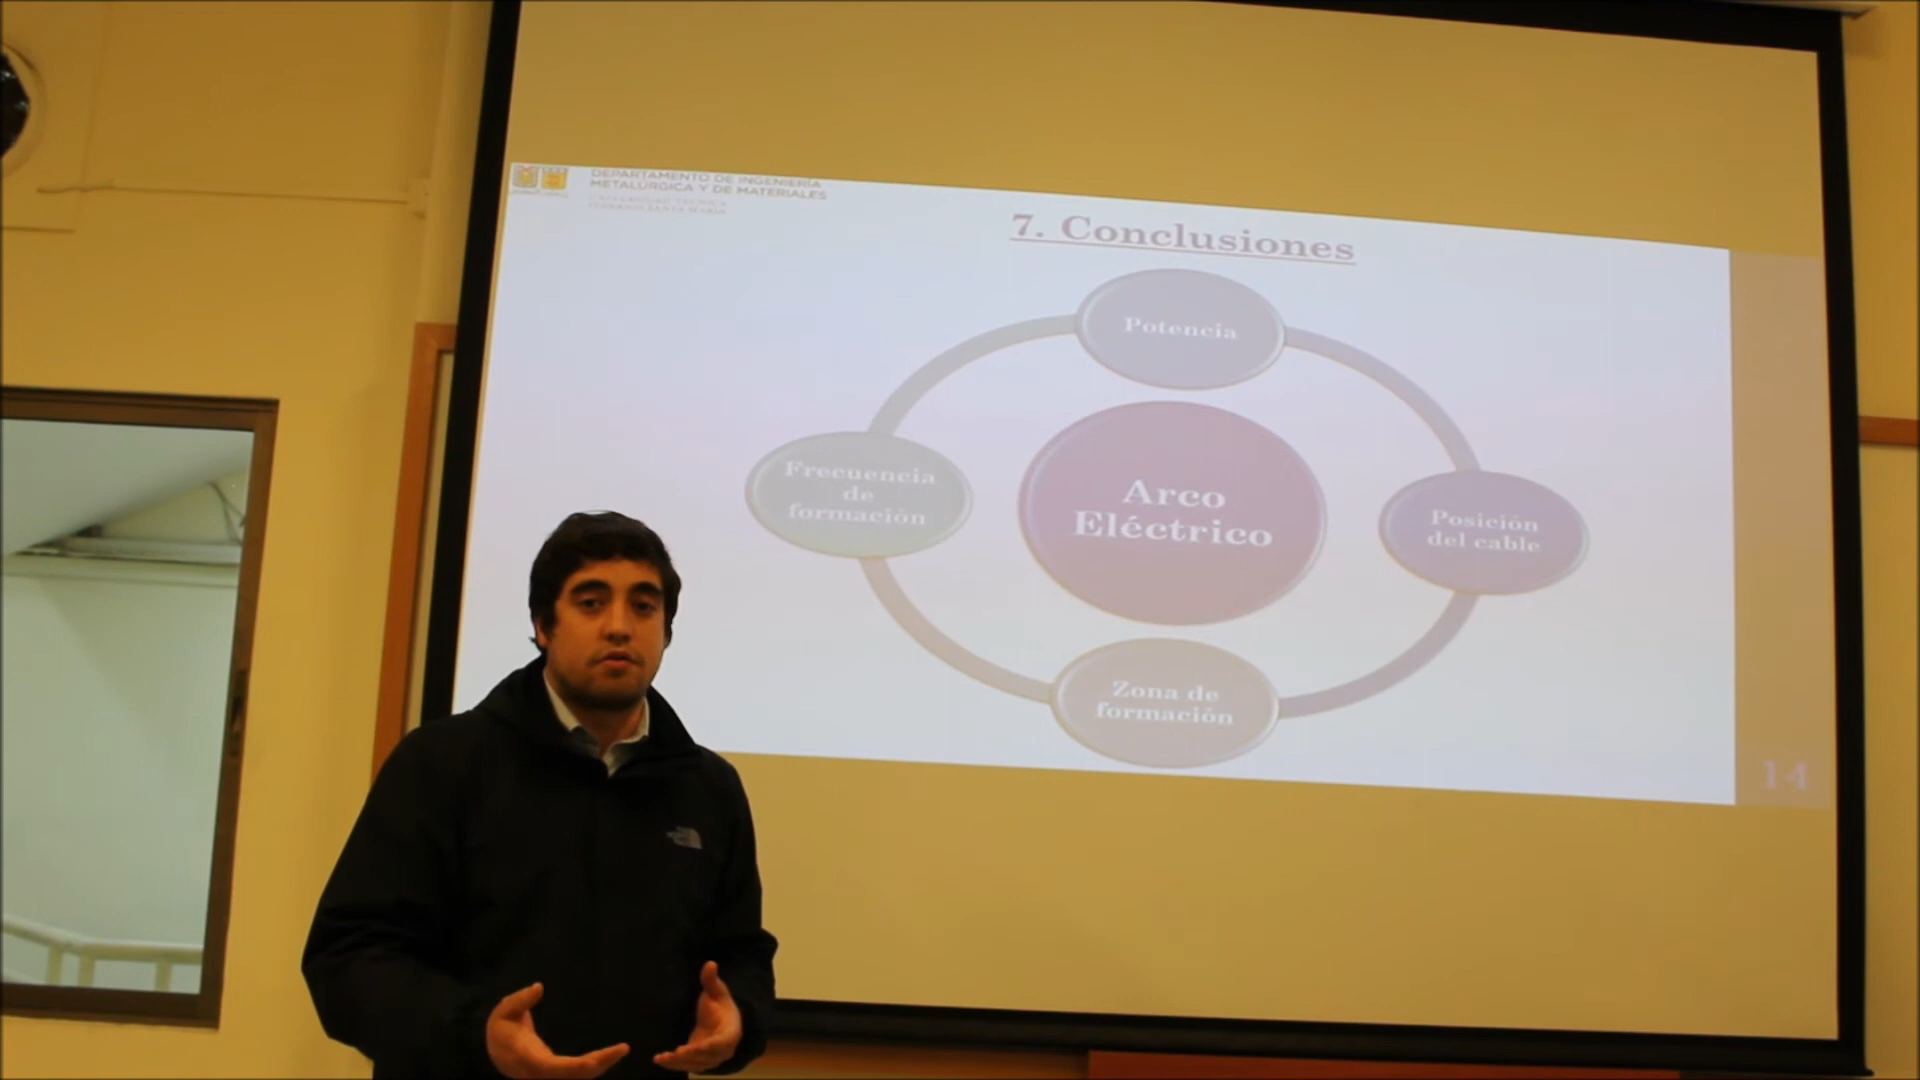 DEPARTAMENTO DE INGENIERÍA
METALÚRGICA Y DE MATERIALES
UNIVERSIDAD TÉCNICA
FEDERICO SANTA MARÍA
7. Conclusiones
Potencia
Frecuencia
de
formación
Arco
Eléctrico
Posición
del cable
Zona de
formación
14